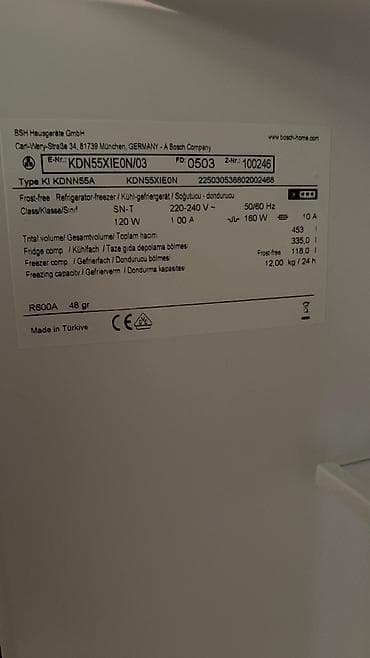 BSH Hausgeräte GmbH
www.bosch-home.com
Carl-Wery-Straße 34, 81739 München, GERMANY - A Bosch Company
E-Nr.: KDN55XIE0N/03 FD: 0503 Z-Nr.: 100246
Type KI KDNN55A KDN55XIE0N 225030538802002468
Frost-free Refrigerator-freezer / Kühl-gefriergerät / Soğutucu - dondurucu
Class/Klasse/Sınıf SN-T 220-240 V ~ 50/60 Hz
120 W 1.00 A 160 W 10 A
Total volume/ Gesamtvolume/ Toplam hacim 453 l
Fridge comp. / Kühlfach / Taze gıda depolama bölmesi 335.0 l
Freezer comp. / Gefrierfach / Dondurucu bölmesi Frost-free 118.0 l
Freezing capacity / Gefrierverm. / Dondurma kapasitesi 12.00 kg / 24 h
R600A 48 gr
Made in Türkiye CE